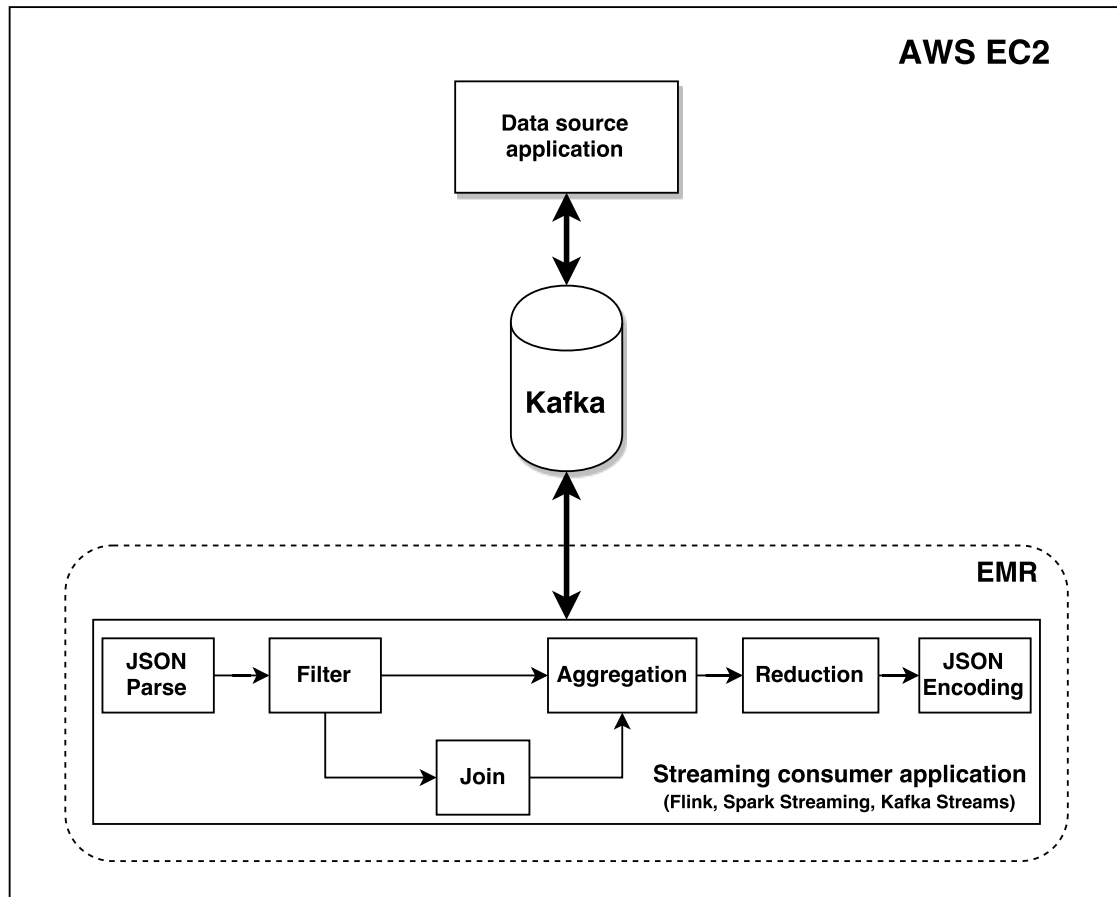 AWS EC2
Data source
application
Kafka
EMR
JSON
Parse
Filter
Aggregation
Reduction
JSON
Encoding
Join
Streaming consumer application
(Flink, Spark Streaming, Kafka Streams)